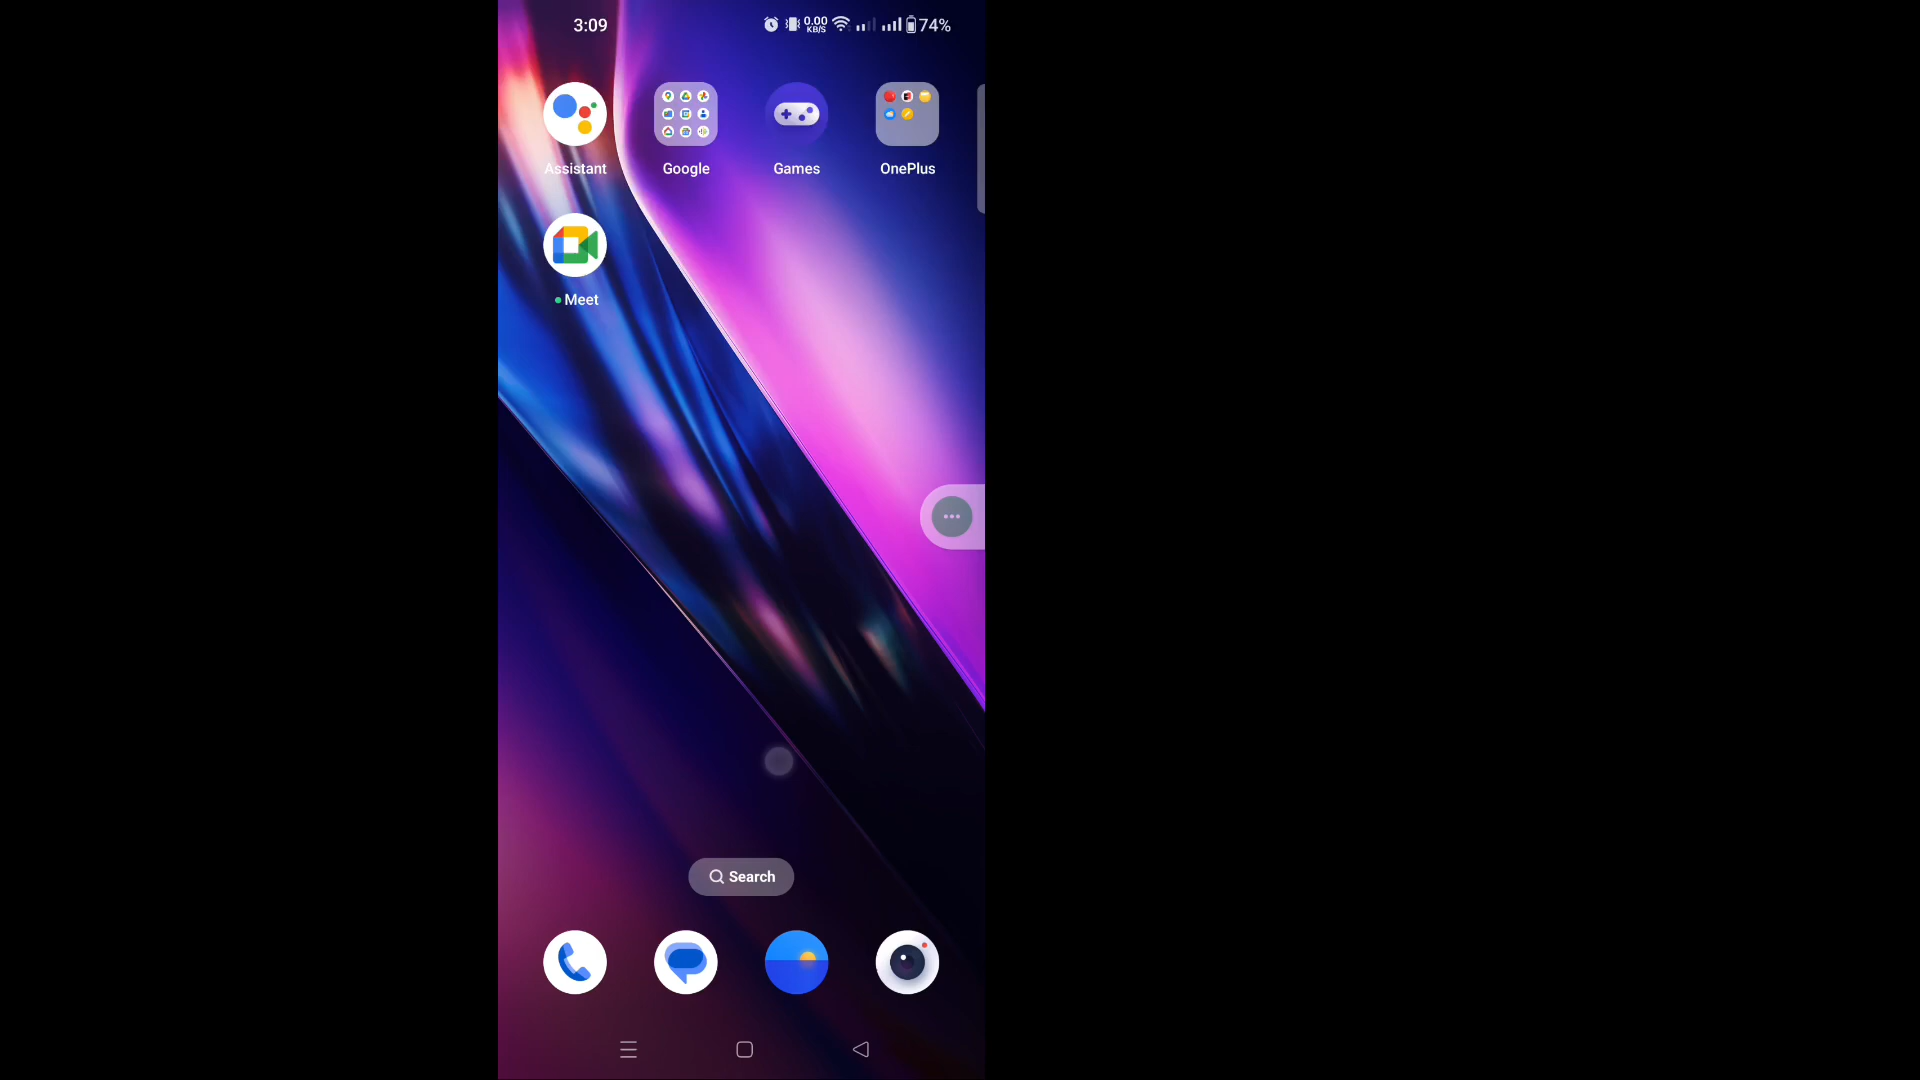 3:09
0.00
KB/S
74%
Assistant
Google
Games
OnePlus
Meet
Search